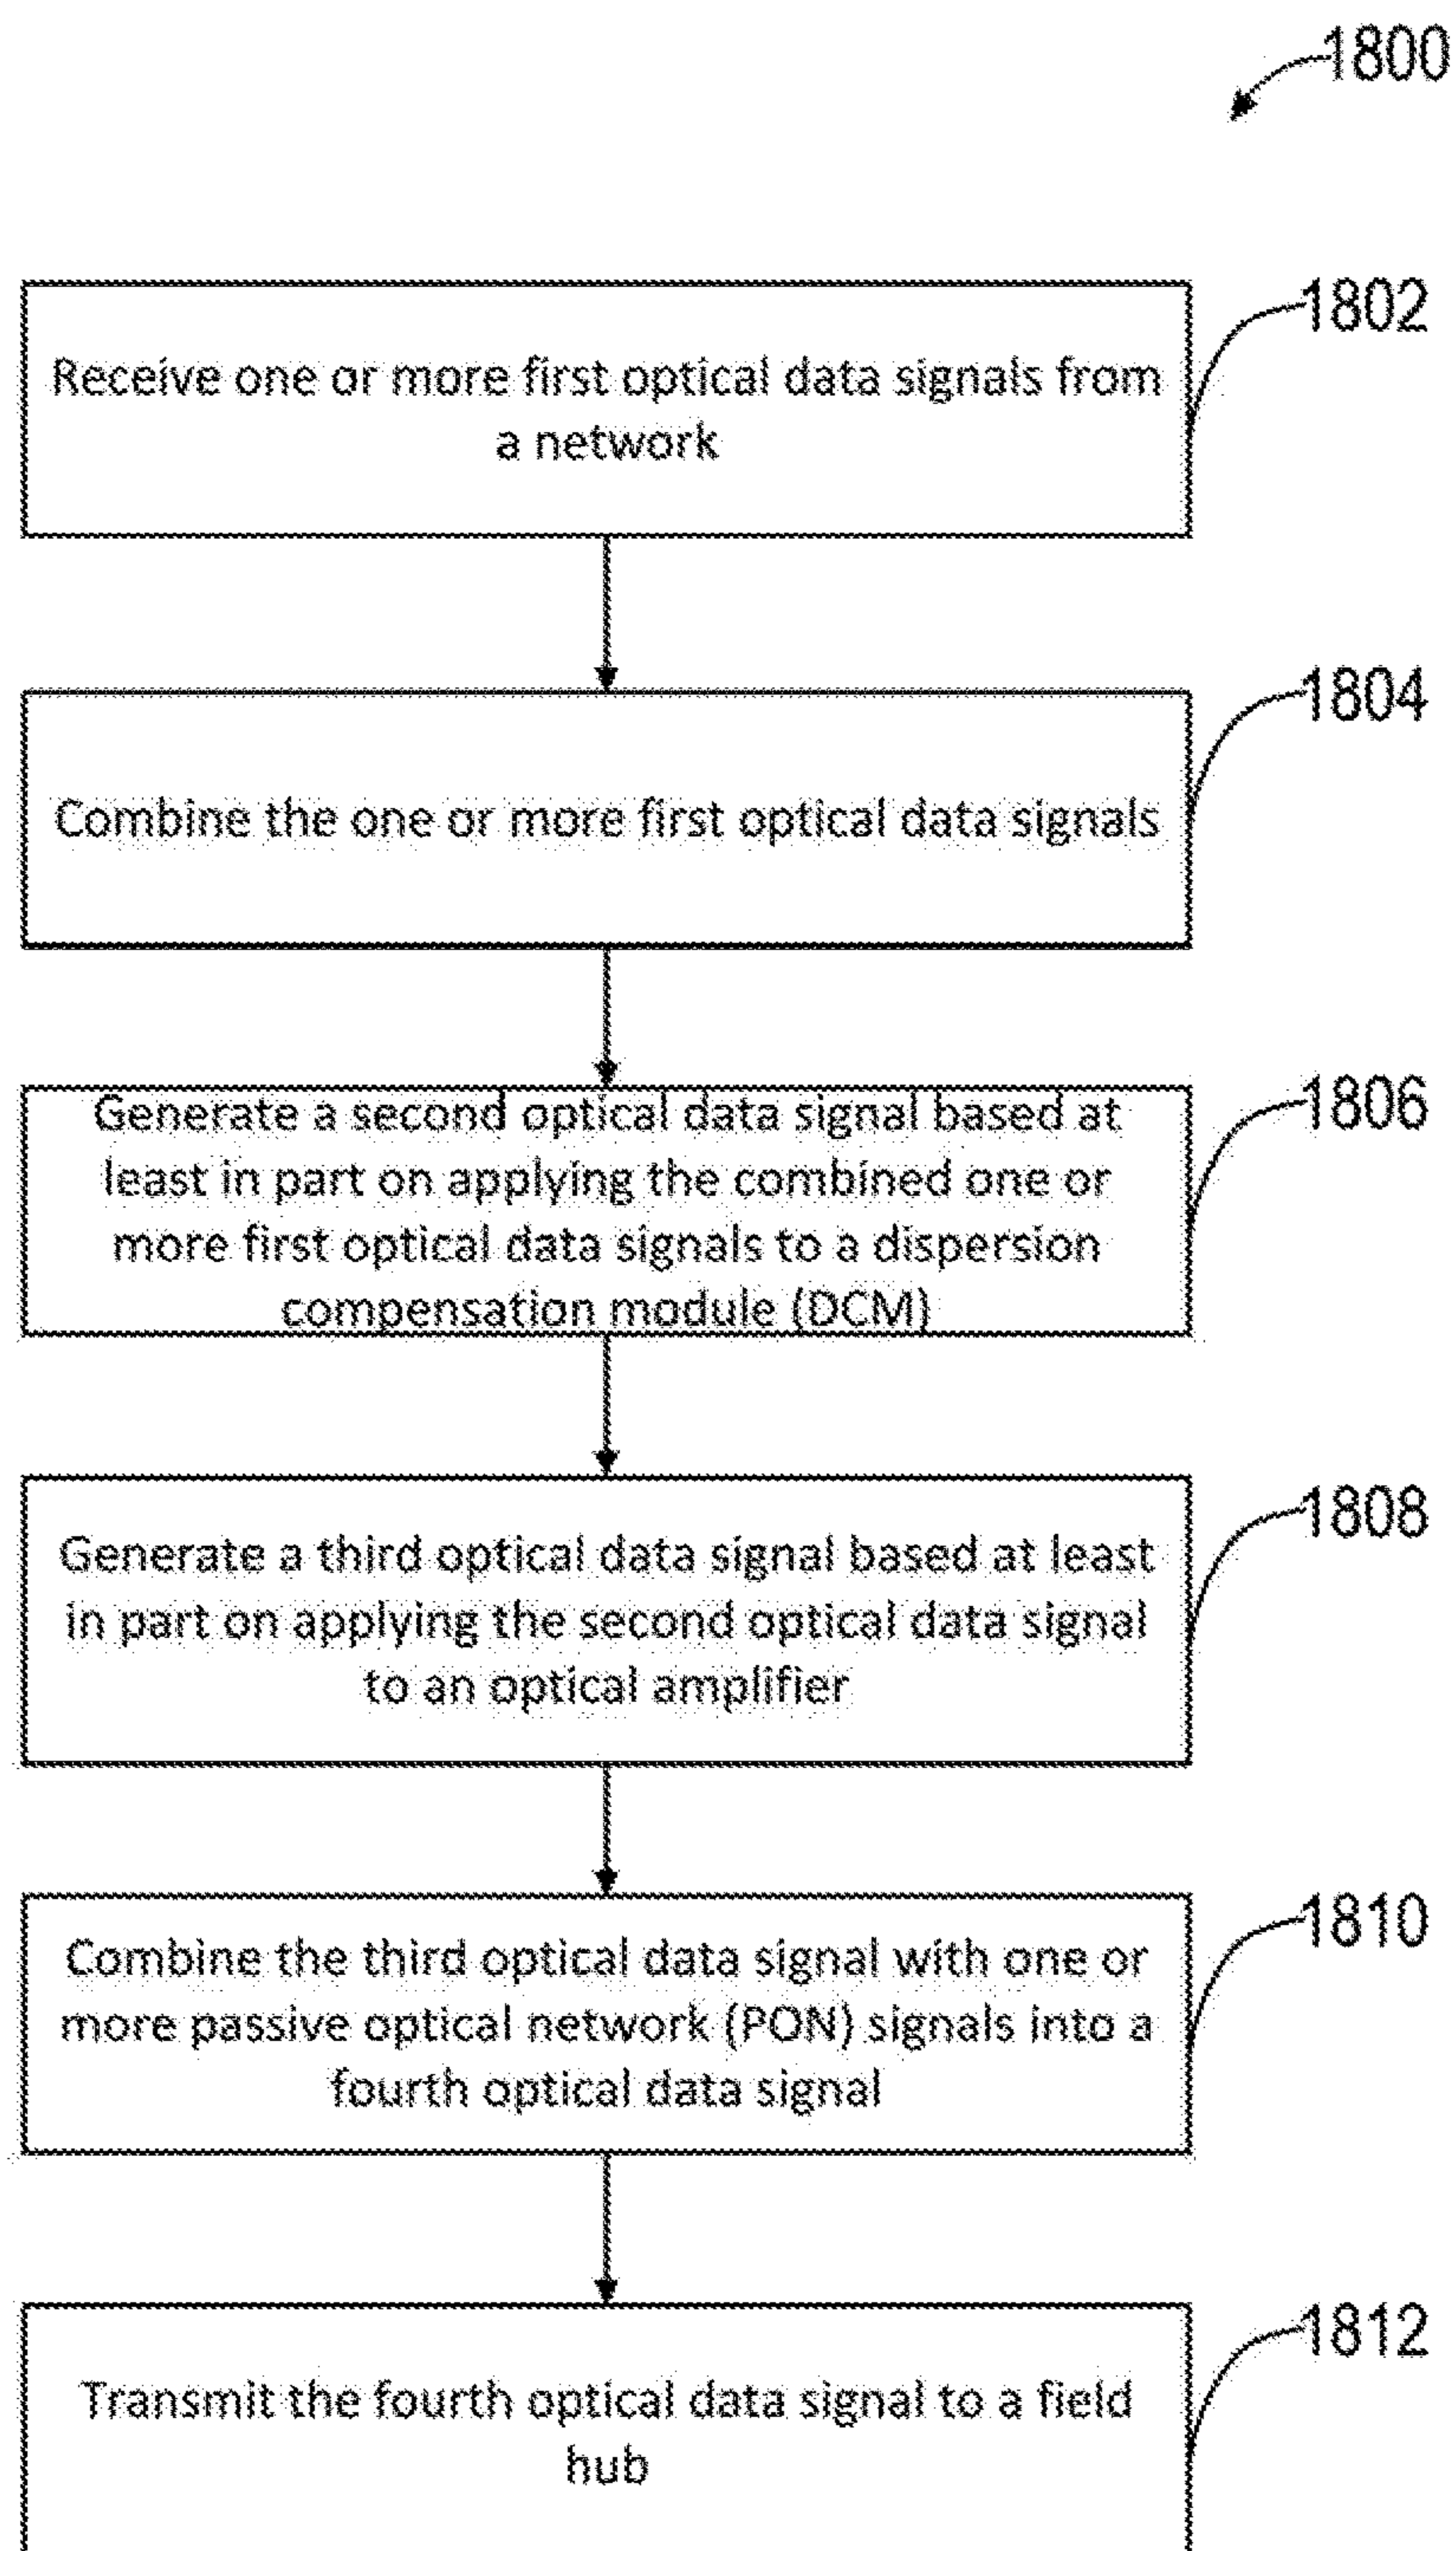 1800
1802
Receive one or more first optical data signals from
a network
1804
Combine the one or more first optical data signals
1806
Generate a second optical data signal based at
least in part on applying the combined one or
more first optical data signals to a dispersion
compensation module (DCM)
1808
Generate a third optical data signal based at least
in part on applying the second optical data signal
to an optical amplifier
1810
Combine the third optical data signal with one or
more passive optical network (PON) signals into a
fourth optical data signal
1812
Transmit the fourth optical data signal to a field
hub